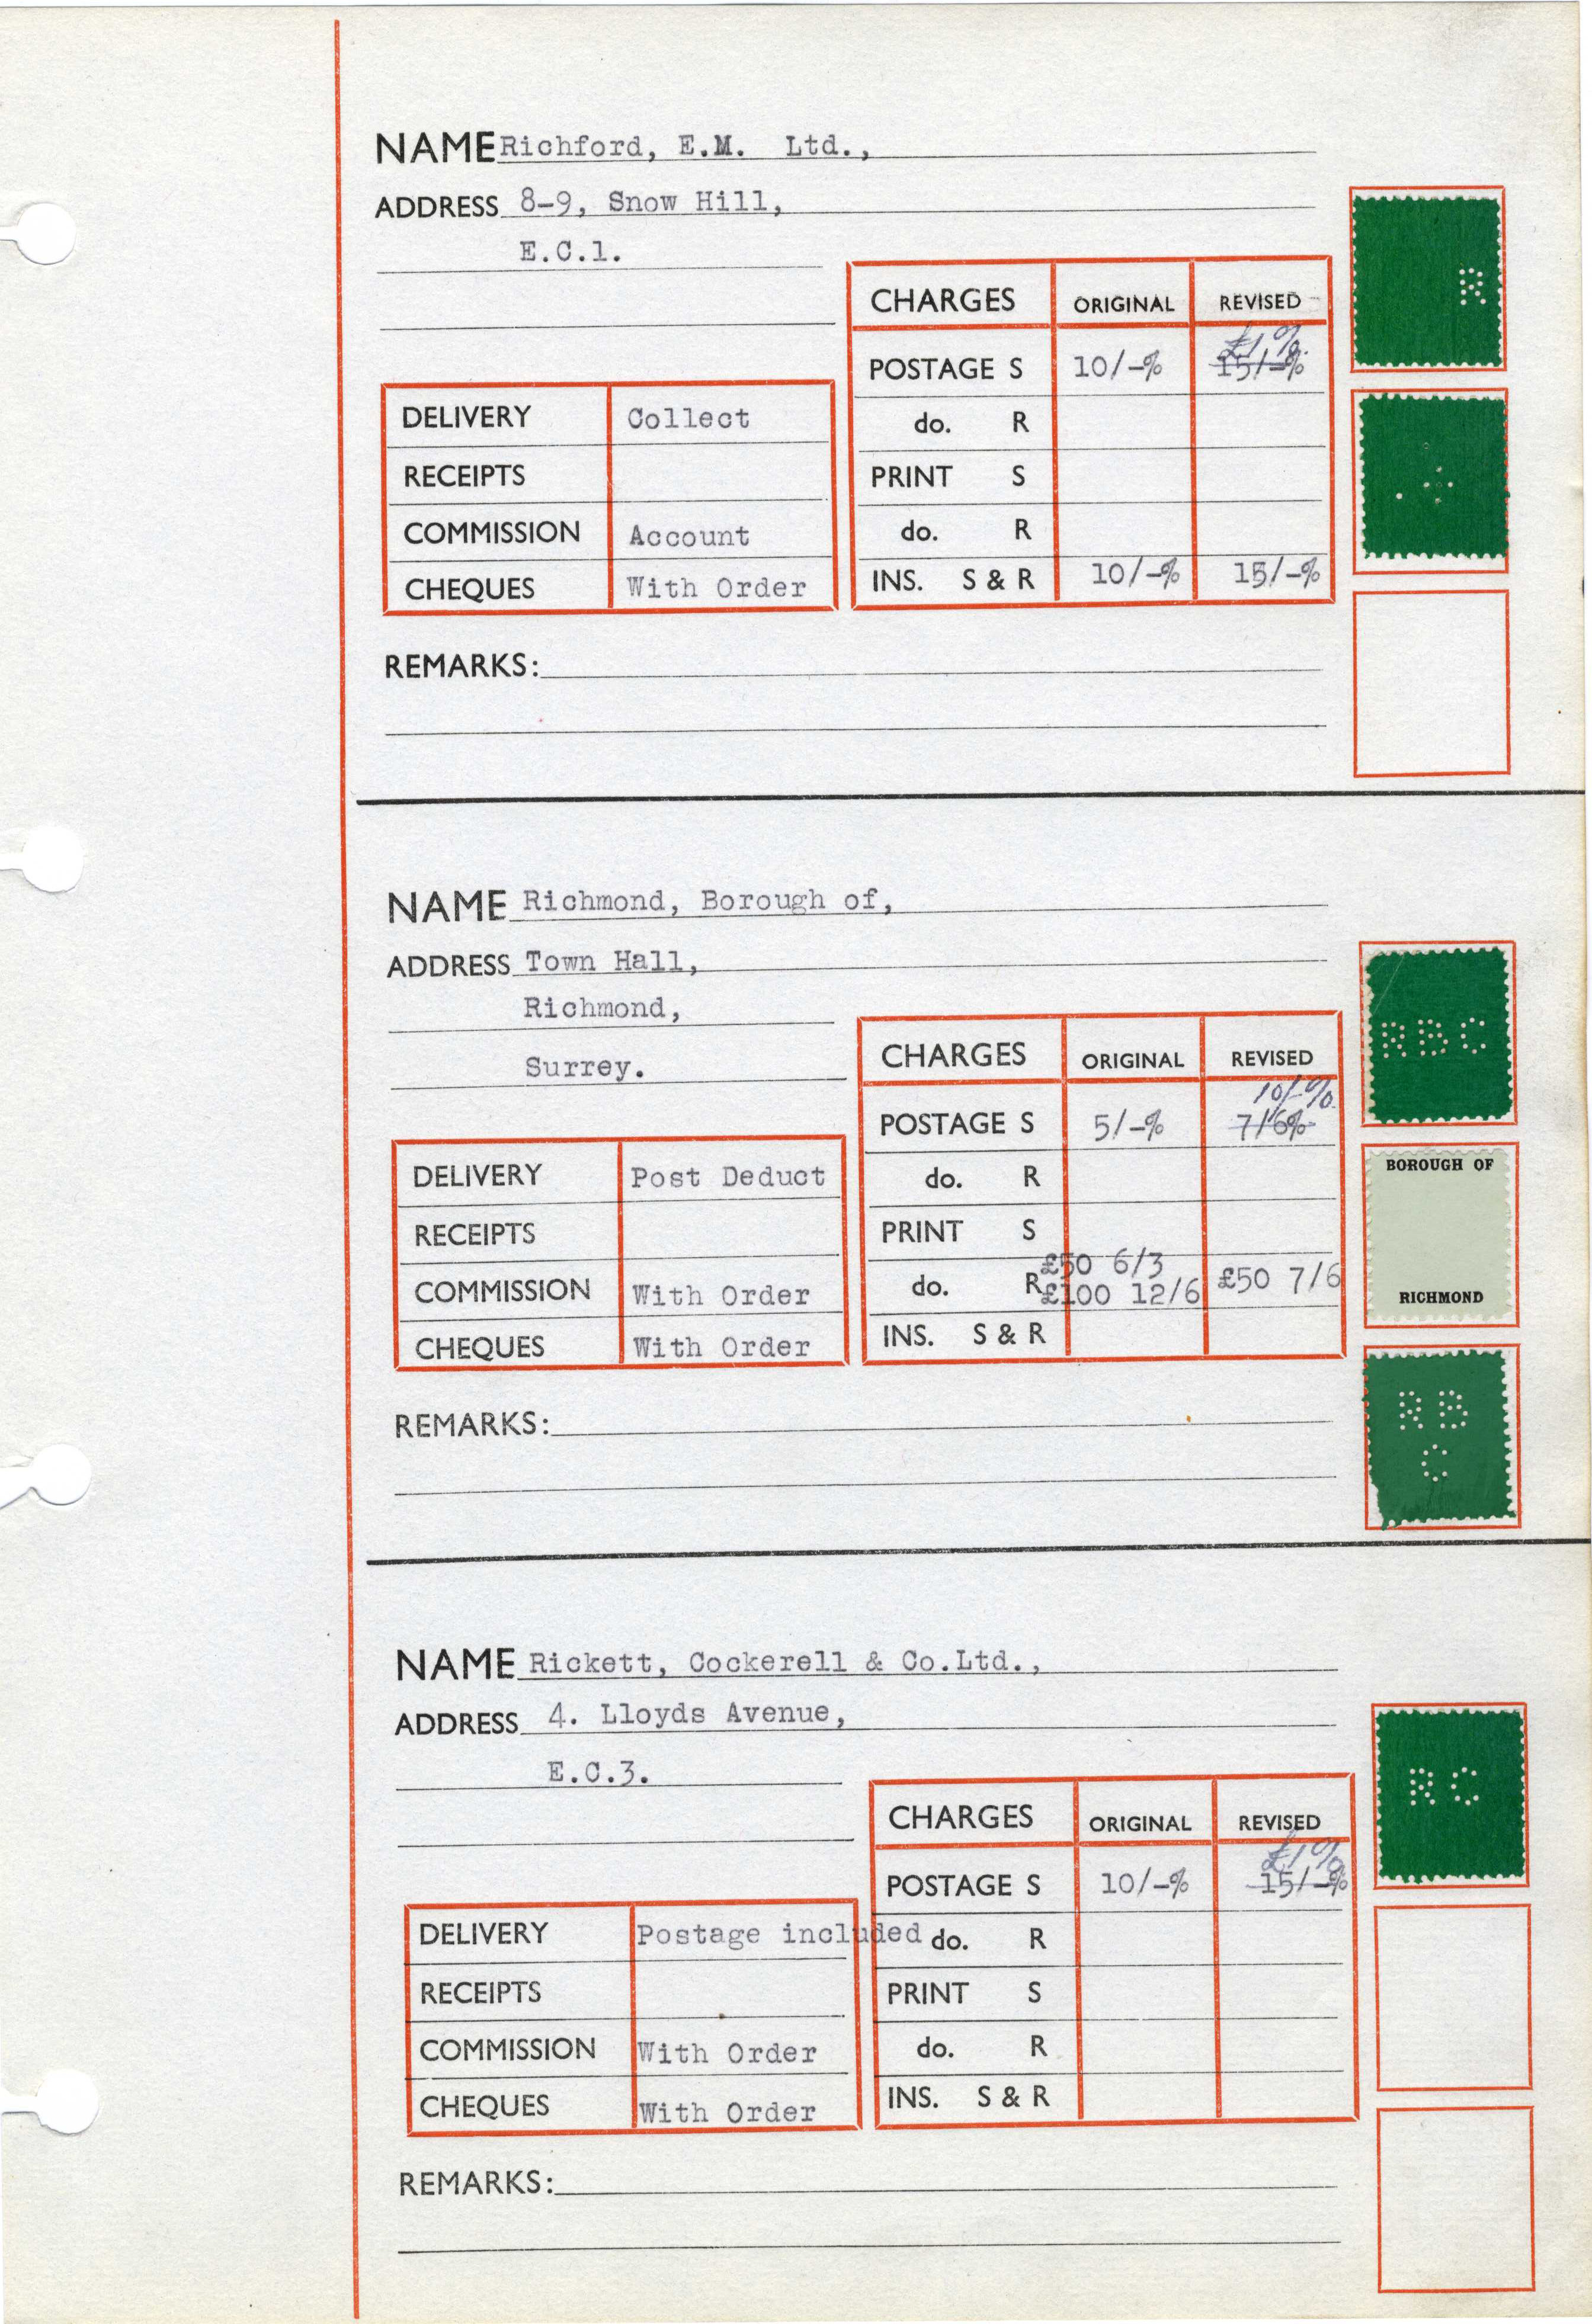 NAME Richford, E.M. Ltd.,
ADDRESS 8-9, Snow Hill,
E.C.1.
CHARGES ORIGINAL REVISED
£1 %
POSTAGE S 10/-% 15/-%
do. R
PRINT S
do. R
INS. S & R 10/-% 15/-%
DELIVERY Collect
RECEIPTS
COMMISSION Account
CHEQUES With Order
REMARKS:
R
NAME Richmond, Borough of,
ADDRESS Town Hall,
Richmond,
Surrey.
CHARGES ORIGINAL REVISED
10/-%
POSTAGE S 5/-% 7/6%
do. R
PRINT S
£50 6/3
do. R £100 12/6 £50 7/6
INS. S & R
DELIVERY Post Deduct
RECEIPTS
COMMISSION With Order
CHEQUES With Order
REMARKS:
RBC
BOROUGH OF
RICHMOND
RB
C
NAME Rickett, Cockerell & Co.Ltd.,
ADDRESS 4. Lloyds Avenue,
E.C.3.
CHARGES ORIGINAL REVISED
£1 %
POSTAGE S 10/-% 15/-%
do. R
PRINT S
do. R
INS. S & R
DELIVERY Postage included
RECEIPTS
COMMISSION With Order
CHEQUES With Order
REMARKS:
RC